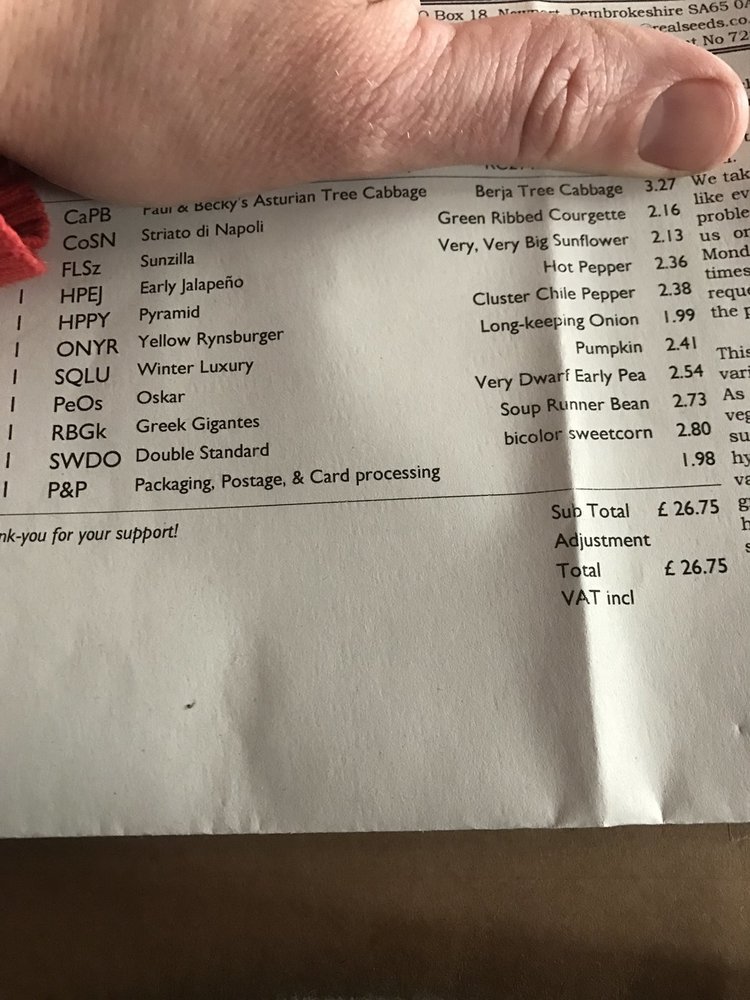 Box 18, Pembrokeshire SA65
realseeds.co.
No 72
CaPB Paul & Becky's Asturian Tree Cabbage Berja Tree Cabbage 3.27
CoSN Striato di Napoli Green Ribbed Courgette 2.16
FLSz Sunzilla Very, Very Big Sunflower 2.13
1 HPEJ Early Jalapeño Hot Pepper 2.36
1 HPPY Pyramid Cluster Chile Pepper 2.38
1 ONYR Yellow Rynsburger Long-keeping Onion 1.99
1 SQLU Winter Luxury Pumpkin 2.41
1 PeOs Oskar Very Dwarf Early Pea 2.54
1 RBGk Greek Gigantes Soup Runner Bean 2.73
1 SWDO Double Standard bicolor sweetcorn 2.80
1 P&P Packaging, Postage, & Card processing 1.98
nk-you for your support!
Sub Total £ 26.75
Adjustment
Total £ 26.75
VAT incl
We tak
like ev
proble
us or
Mond
times
reque
the p
This
vari
As
veg
su
hy
va
g
h
s